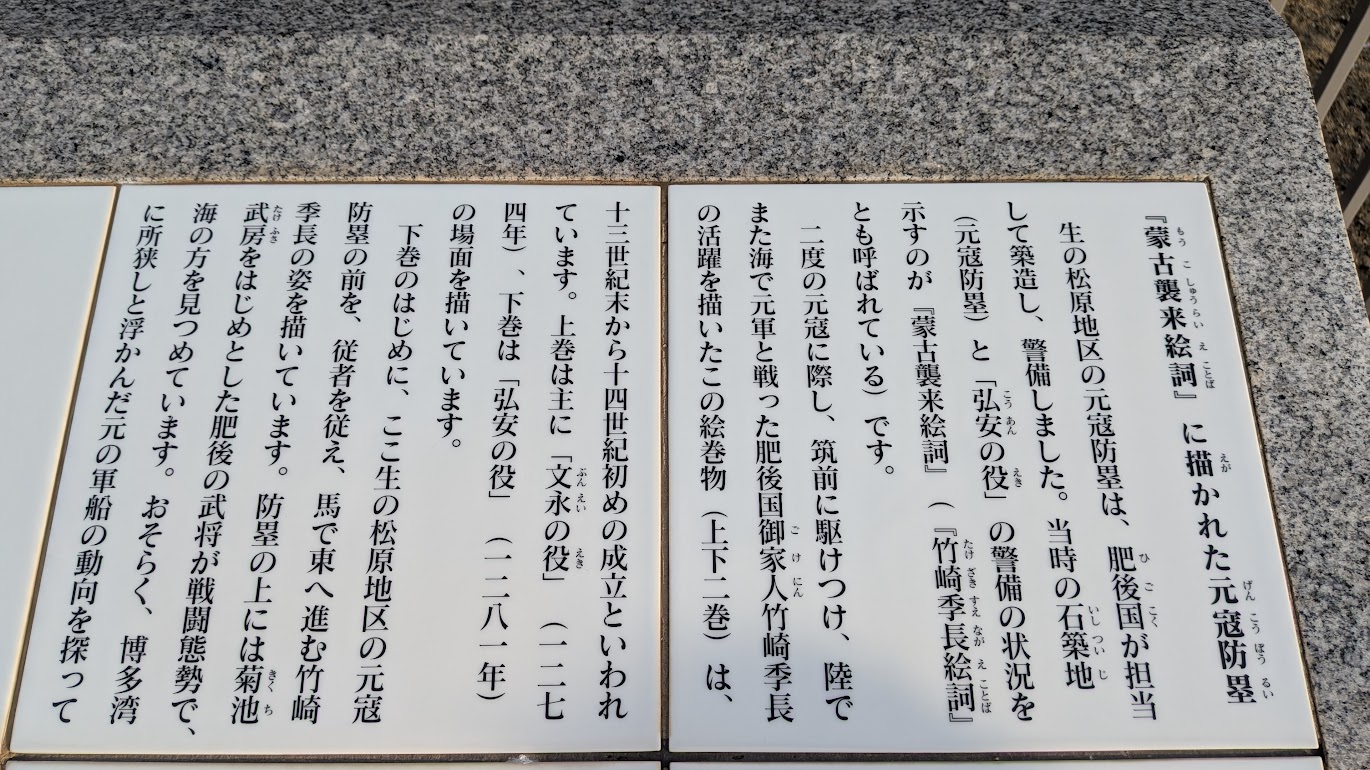 『蒙古襲来絵詞』に描かれた元寇防塁
生の松原地区の元寇防塁は、肥後国が担当
して築造し、警備しました。当時の石築地
（元寇防塁）と「弘安の役」の警備の状況を
示すのが『蒙古襲来絵詞』（『竹崎季長絵詞』
とも呼ばれている）です。
二度の元寇に際し、筑前に駆けつけ、陸で
また海で元軍と戦った肥後国御家人竹崎季長
の活躍を描いたこの絵巻物（上下二巻）は、
十三世紀末から十四世紀初めの成立といわれ
ています。上巻は主に「文永の役」（一二七
四年）、下巻は「弘安の役」（一二八一年）
の場面を描いています。
下巻のはじめに、ここ生の松原地区の元寇
防塁の前を、従者を従え、馬で東へ進む竹崎
季長の姿を描いています。防塁の上には菊池
武房をはじめとした肥後の武将が戦闘態勢で、
海の方を見つめています。おそらく、博多湾
に所狭しと浮かんだ元の軍船の動向を探って